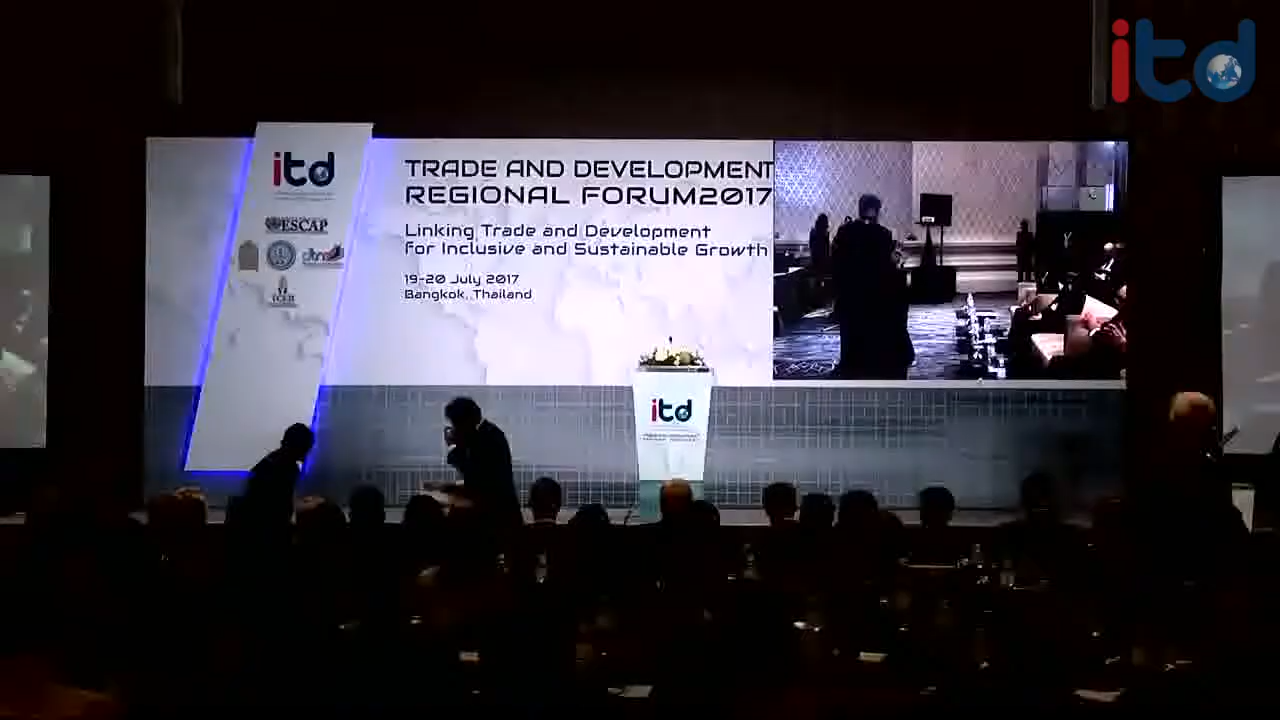 itd
itd
ESCAP
TRADE AND DEVELOPMENT
REGIONAL FORUM2017
Linking Trade and Development
for Inclusive and Sustainable Growth
19-20 July 2017
Bangkok, Thailand
itd